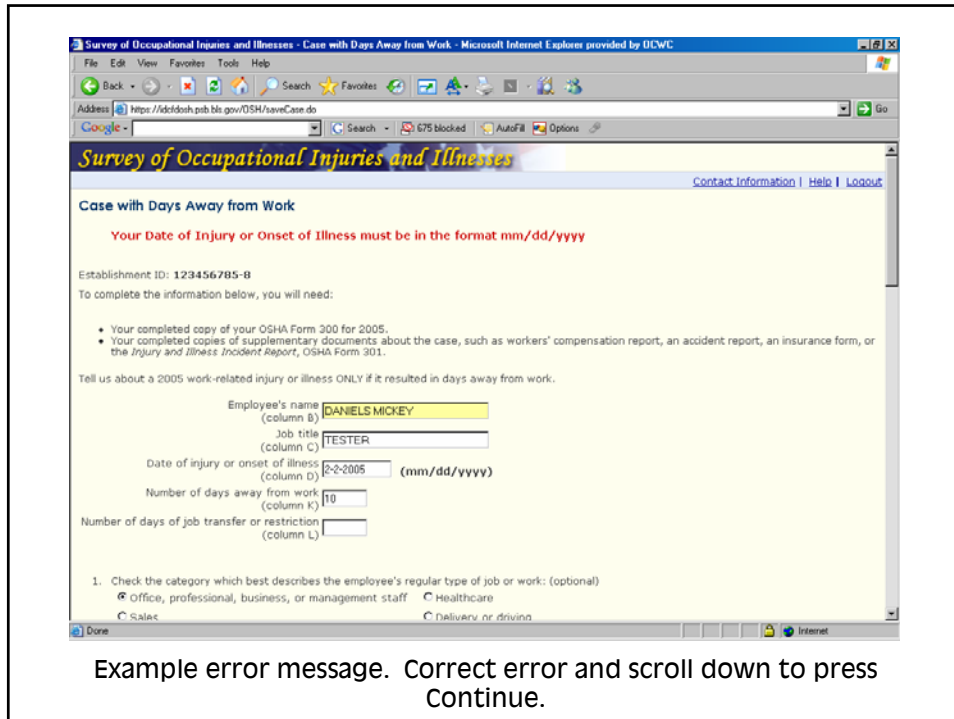 Survey of Occupational Injuries and Illnesses - Case with Days Away from Work - Microsoft Internet Explorer provided by OCWC
File Edit View Favorites Tools Help
Back Search Favorites
Address https://idcfdosh.psb.bls.gov/OSH/saveCase.do Go
Google - Search 675 blocked AutoFill Options
Survey of Occupational Injuries and Illnesses
Contact Information | Help | Logout
Case with Days Away from Work
Your Date of Injury or Onset of Illness must be in the format mm/dd/yyyy
Establishment ID: 123456785-8
To complete the information below, you will need:
• Your completed copy of your OSHA Form 300 for 2005.
• Your completed copies of supplementary documents about the case, such as workers' compensation report, an accident report, an insurance form, or
the Injury and Illness Incident Report, OSHA Form 301.
Tell us about a 2005 work-related injury or illness ONLY if it resulted in days away from work.
Employee's name
(column B) DANIELS MICKEY
Job title
(column C) TESTER
Date of injury or onset of illness
(column D) 2-2-2005 (mm/dd/yyyy)
Number of days away from work
(column K) 10
Number of days of job transfer or restriction
(column L)
1. Check the category which best describes the employee's regular type of job or work: (optional)
Office, professional, business, or management staff Healthcare
Sales Delivery or driving
Done Internet
Example error message. Correct error and scroll down to press
Continue.